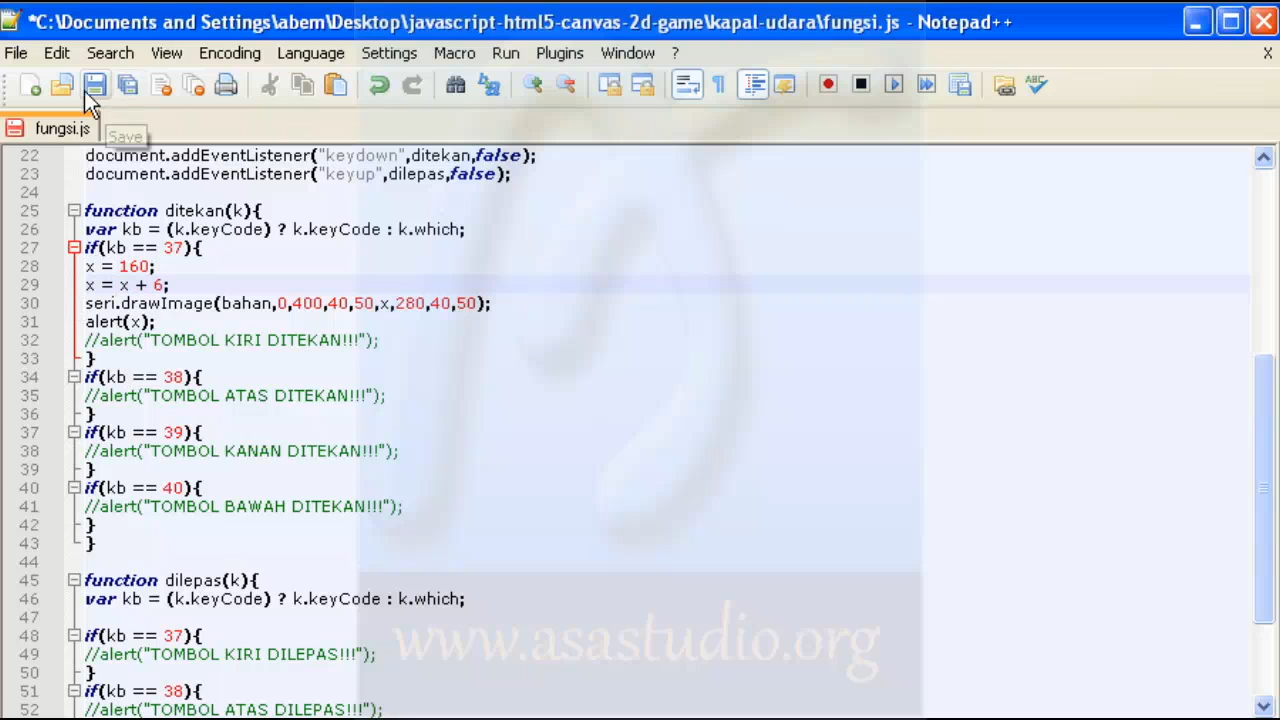 *C:\Documents and Settings\abem\Desktop\javascript-html5-canvas-2d-game\kapal-udara\fungsi.js - Notepad++
File Edit Search View Encoding Language Settings Macro Run Plugins Window ? X
fungsi.js
Save
22 document.addEventListener("keydown",ditekan,false);
23 document.addEventListener("keyup",dilepas,false);
24
25 function ditekan(k){
26 var kb = (k.keyCode) ? k.keyCode : k.which;
27 if(kb == 37){
28 x = 160;
29 x = x + 6;
30 seri.drawImage(bahan,0,400,40,50,x,280,40,50);
31 alert(x);
32 //alert("TOMBOL KIRI DITEKAN!!!");
33 }
34 if(kb == 38){
35 //alert("TOMBOL ATAS DITEKAN!!!");
36 }
37 if(kb == 39){
38 //alert("TOMBOL KANAN DITEKAN!!!");
39 }
40 if(kb == 40){
41 //alert("TOMBOL BAWAH DITEKAN!!!");
42 }
43 }
44
45 function dilepas(k){
46 var kb = (k.keyCode) ? k.keyCode : k.which;
47
48 if(kb == 37){
49 //alert("TOMBOL KIRI DILEPAS!!!");
50 }
51 if(kb == 38){
52 //alert("TOMBOL ATAS DILEPAS!!!");
www.asastudio.org